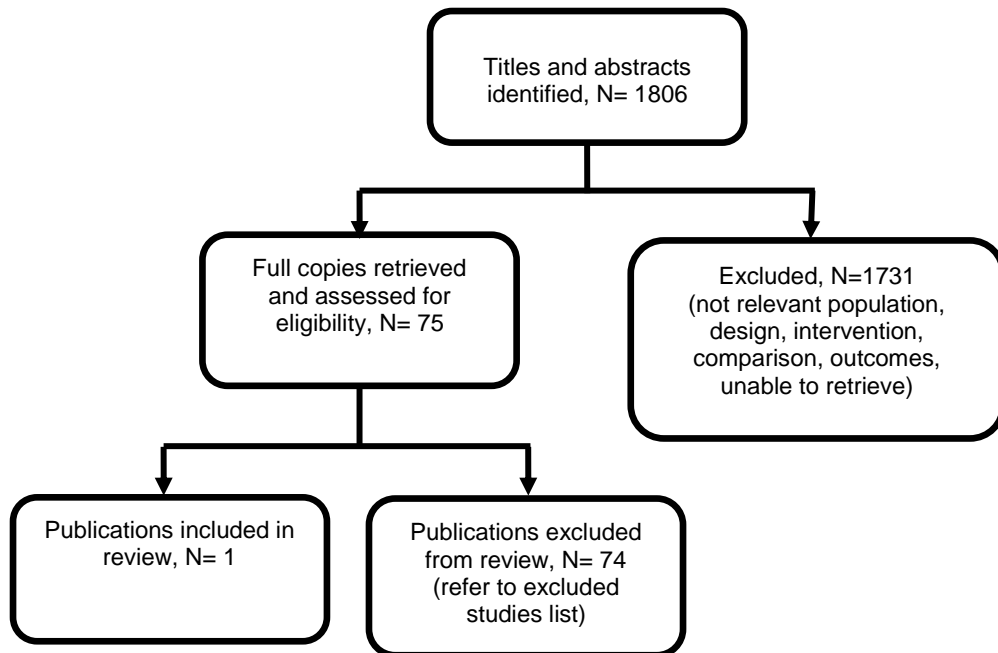 Titles and abstracts
identified, N= 1806
Full copies retrieved
and assessed for
eligibility, N= 75
Excluded, N=1731
(not relevant population,
design, intervention,
comparison, outcomes,
unable to retrieve)
Publications included in
review, N= 1
Publications excluded
from review, N= 74
(refer to excluded
studies list)